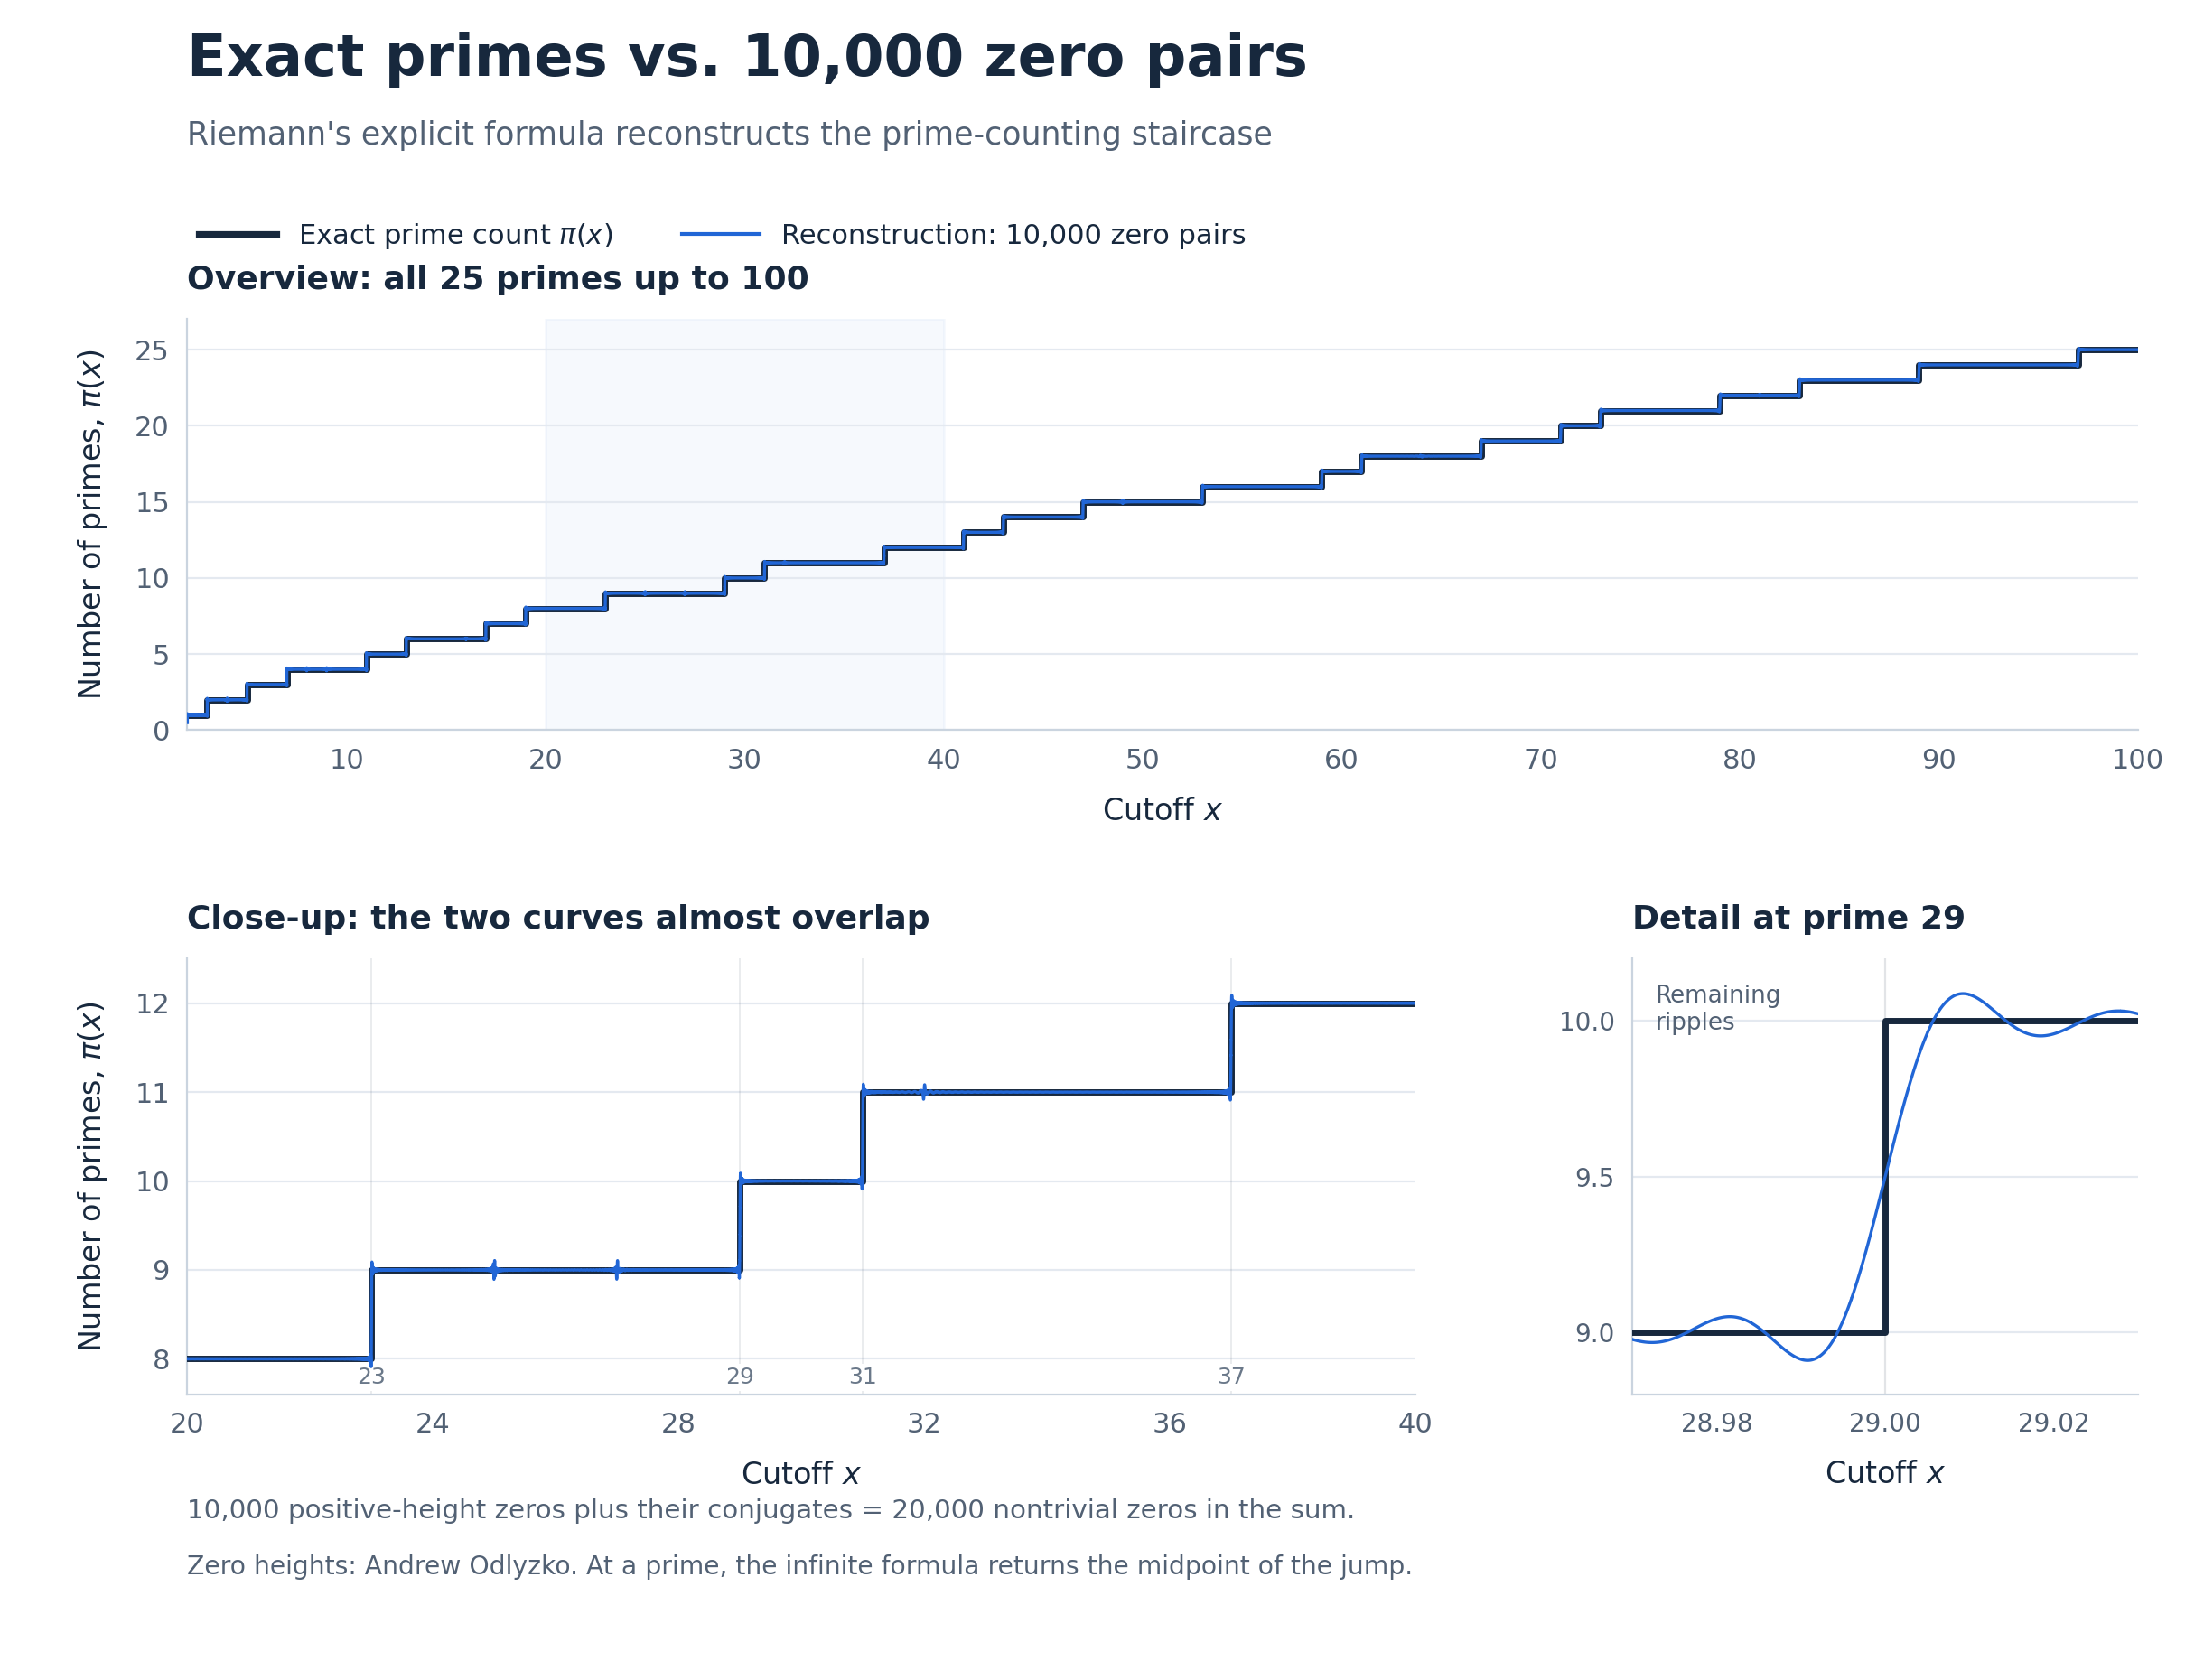 Exact primes vs. 10,000 zero pairs
Riemann's explicit formula reconstructs the prime-counting staircase
Exact prime count π(x)
Reconstruction: 10,000 zero pairs
Overview: all 25 primes up to 100
Number of primes, π(x)
25
20
15
10
5
0
10 20 30 40 50 60 70 80 90 100
Cutoff x
Close-up: the two curves almost overlap
Number of primes, π(x)
12
11
10
9
8
23 29 31 37
20 24 28 32 36 40
Cutoff x
Detail at prime 29
Remaining
ripples
10.0
9.5
9.0
28.98 29.00 29.02
Cutoff x
10,000 positive-height zeros plus their conjugates = 20,000 nontrivial zeros in the sum.
Zero heights: Andrew Odlyzko. At a prime, the infinite formula returns the midpoint of the jump.